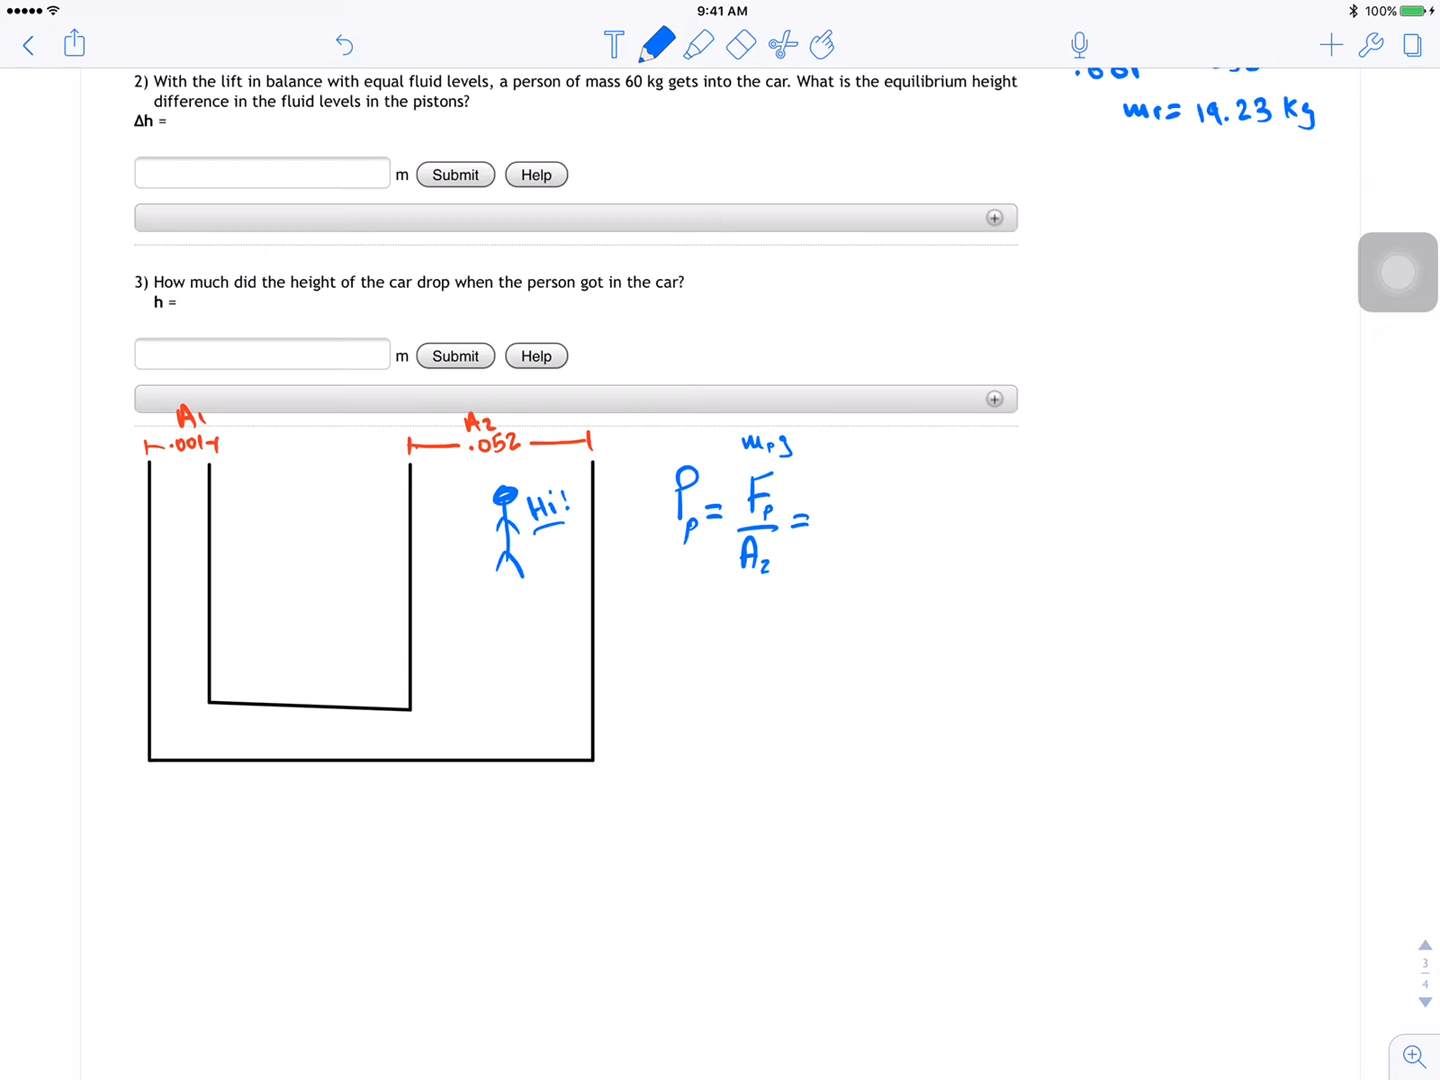 9:41 AM
100%
T
2) With the lift in balance with equal fluid levels, a person of mass 60 kg gets into the car. What is the equilibrium height
difference in the fluid levels in the pistons?
Δh =
.001
mr = 19.23 kg
m Submit Help
3) How much did the height of the car drop when the person got in the car?
h =
m Submit Help
A1
.001
A2
.052
Hi!
mp g
Pp = Fp / A2 =
3
4